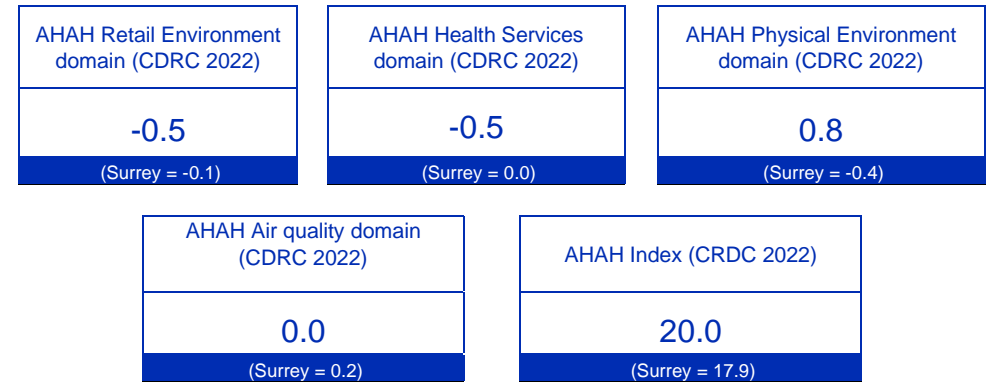 AHAH Retail Environment
domain (CDRC 2022)
-0.5
(Surrey = -0.1)
AHAH Health Services
domain (CDRC 2022)
-0.5
(Surrey = 0.0)
AHAH Physical Environment
domain (CDRC 2022)
0.8
(Surrey = -0.4)
AHAH Air quality domain
(CDRC 2022)
0.0
(Surrey = 0.2)
AHAH Index (CRDC 2022)
20.0
(Surrey = 17.9)